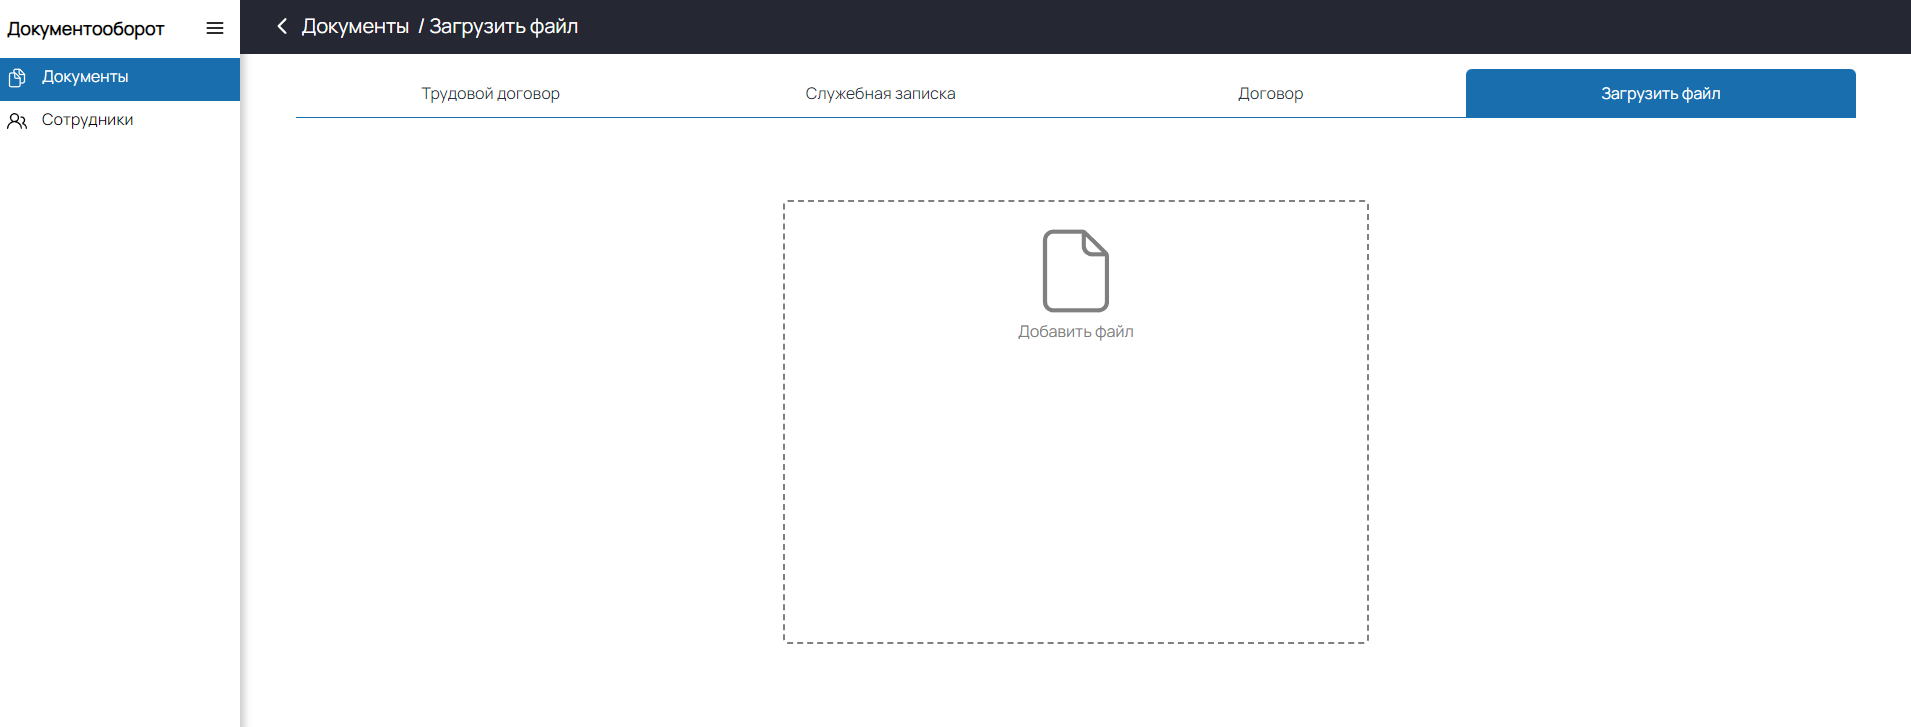 Документооборот
Документы / Загрузить файл
Документы
Сотрудники
Трудовой договор
Служебная записка
Договор
Загрузить файл
Добавить файл